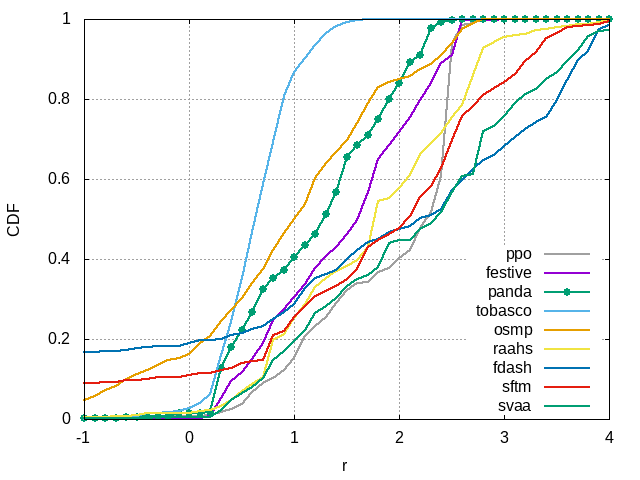 1
0.8
0.6
0.4
0.2
0
CDF
-1 0 1 2 3 4
r
ppo
festive
panda
tobasco
osmp
raahs
fdash
sftm
svaa